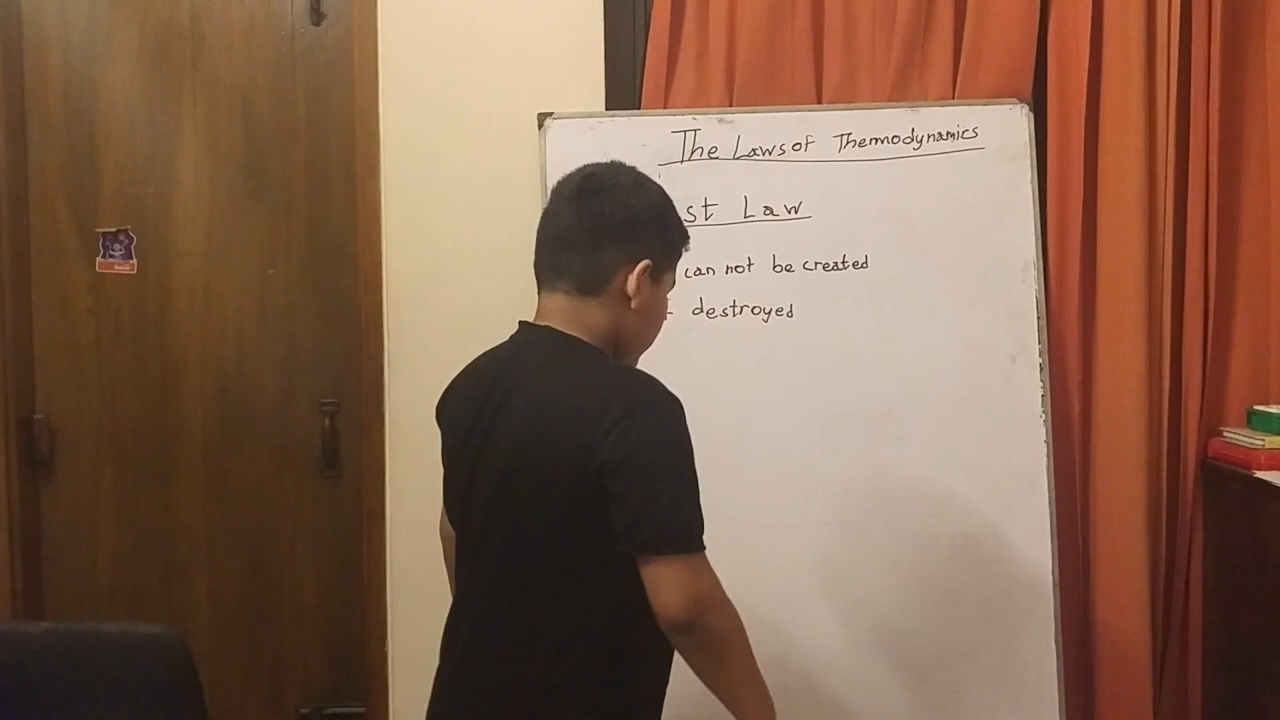 The Laws of Thermodynamics
st Law
can not be created
destroyed